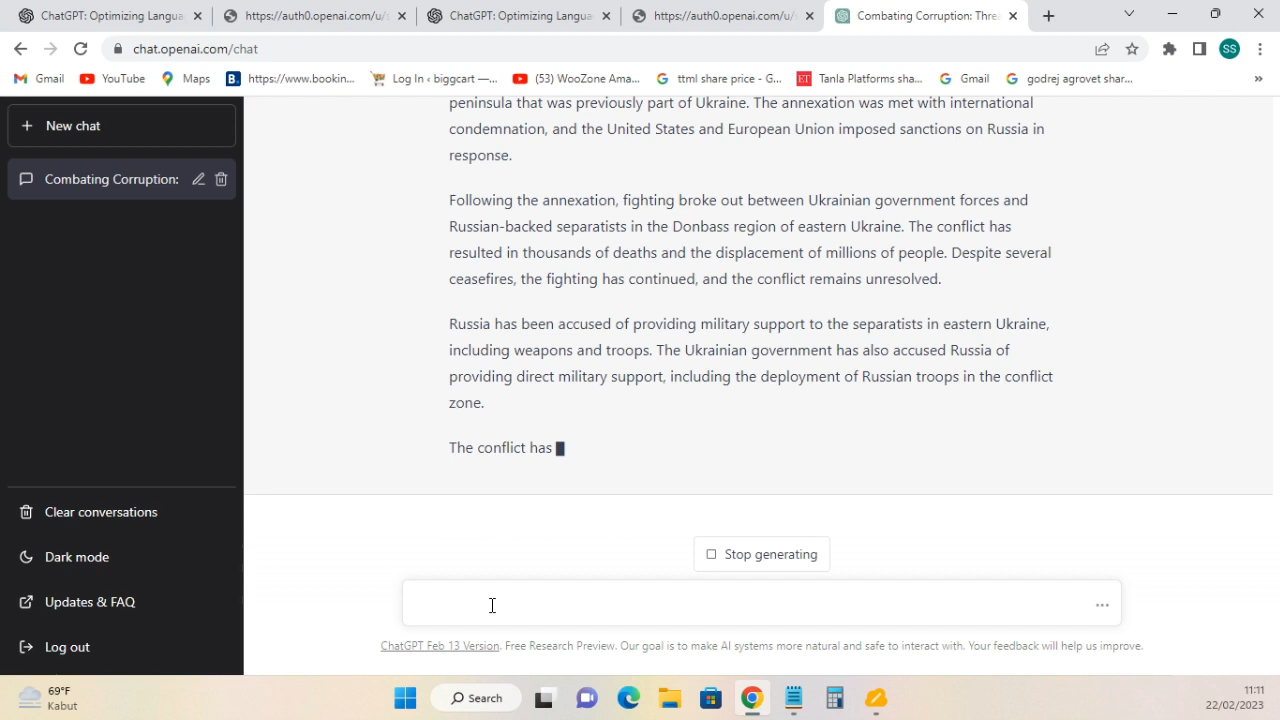 ChatGPT: Optimizing Langua
https://auth0.openai.com/u/s
ChatGPT: Optimizing Langua
https://auth0.openai.com/u/s
Combating Corruption: Threa
chat.openai.com/chat
SS
Gmail
YouTube
Maps
B.
https://www.bookin...
Log In ‹ biggcart —...
(53) WooZone Ama...
ttml share price - G...
ET
Tanla Platforms sha...
Gmail
godrej agrovet shar...
»
New chat
Combating Corruption:
peninsula that was previously part of Ukraine. The annexation was met with international
condemnation, and the United States and European Union imposed sanctions on Russia in
response.
Following the annexation, fighting broke out between Ukrainian government forces and
Russian-backed separatists in the Donbass region of eastern Ukraine. The conflict has
resulted in thousands of deaths and the displacement of millions of people. Despite several
ceasefires, the fighting has continued, and the conflict remains unresolved.
Russia has been accused of providing military support to the separatists in eastern Ukraine,
including weapons and troops. The Ukrainian government has also accused Russia of
providing direct military support, including the deployment of Russian troops in the conflict
zone.
The conflict has
Clear conversations
Dark mode
Updates & FAQ
Log out
Stop generating
ChatGPT Feb 13 Version. Free Research Preview. Our goal is to make AI systems more natural and safe to interact with. Your feedback will help us improve.
69°F
Kabut
Search
11:11
22/02/2023